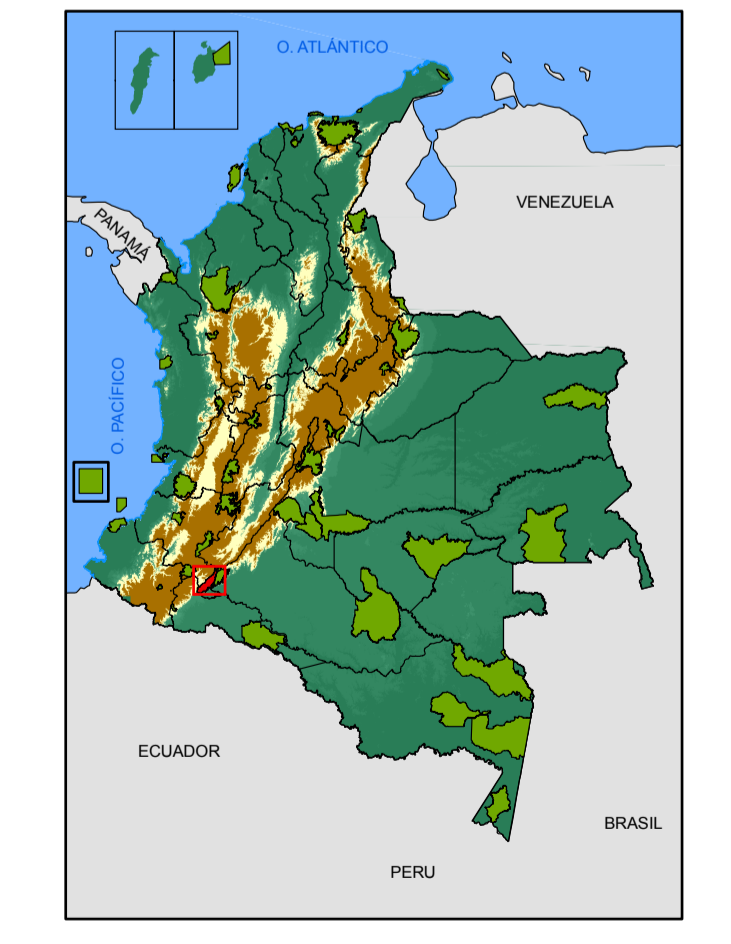 O. ATLÁNTICO
VENEZUELA
PANAMÁ
O. PACÍFICO
ECUADOR
BRASIL
PERU